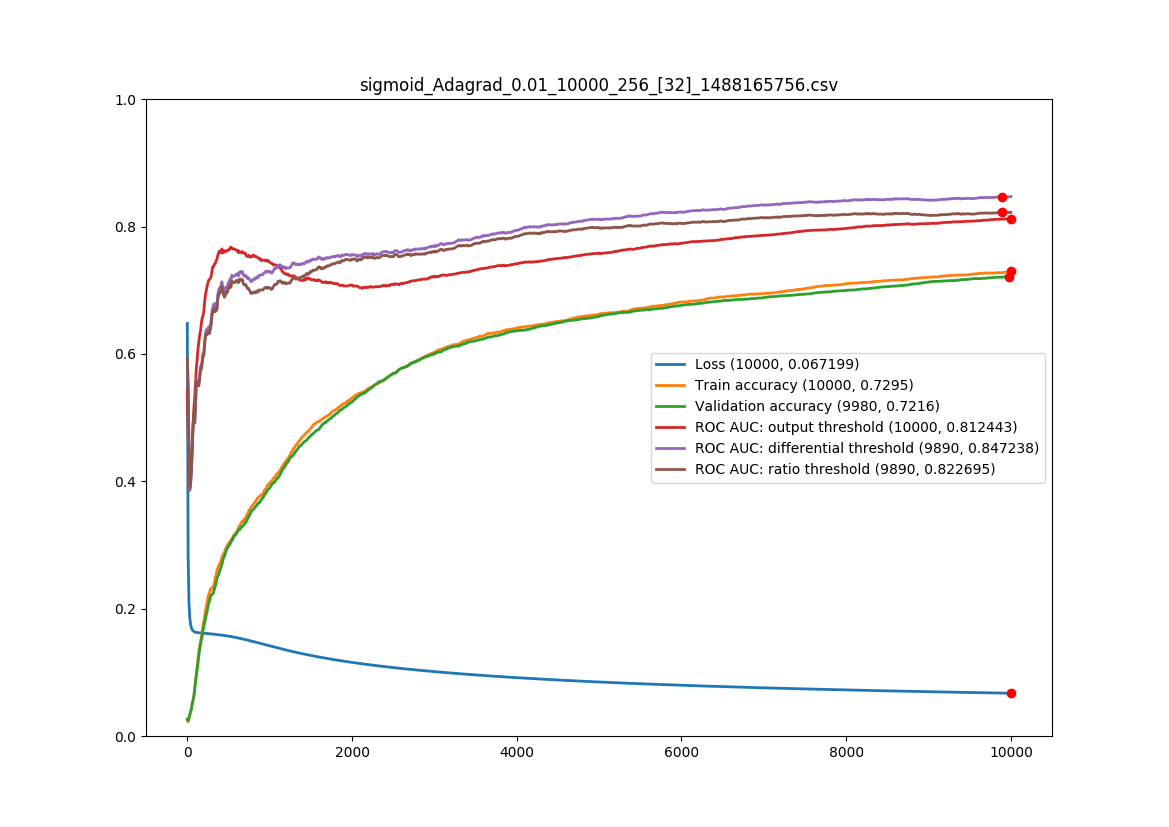 sigmoid_Adagrad_0.01_10000_256_[32]_1488165756.csv
1.0
0.8
0.6
0.4
0.2
0.0
Loss (10000, 0.067199)
Train accuracy (10000, 0.7295)
Validation accuracy (9980, 0.7216)
ROC AUC: output threshold (10000, 0.812443)
ROC AUC: differential threshold (9890, 0.847238)
ROC AUC: ratio threshold (9890, 0.822695)
0 2000 4000 6000 8000 10000